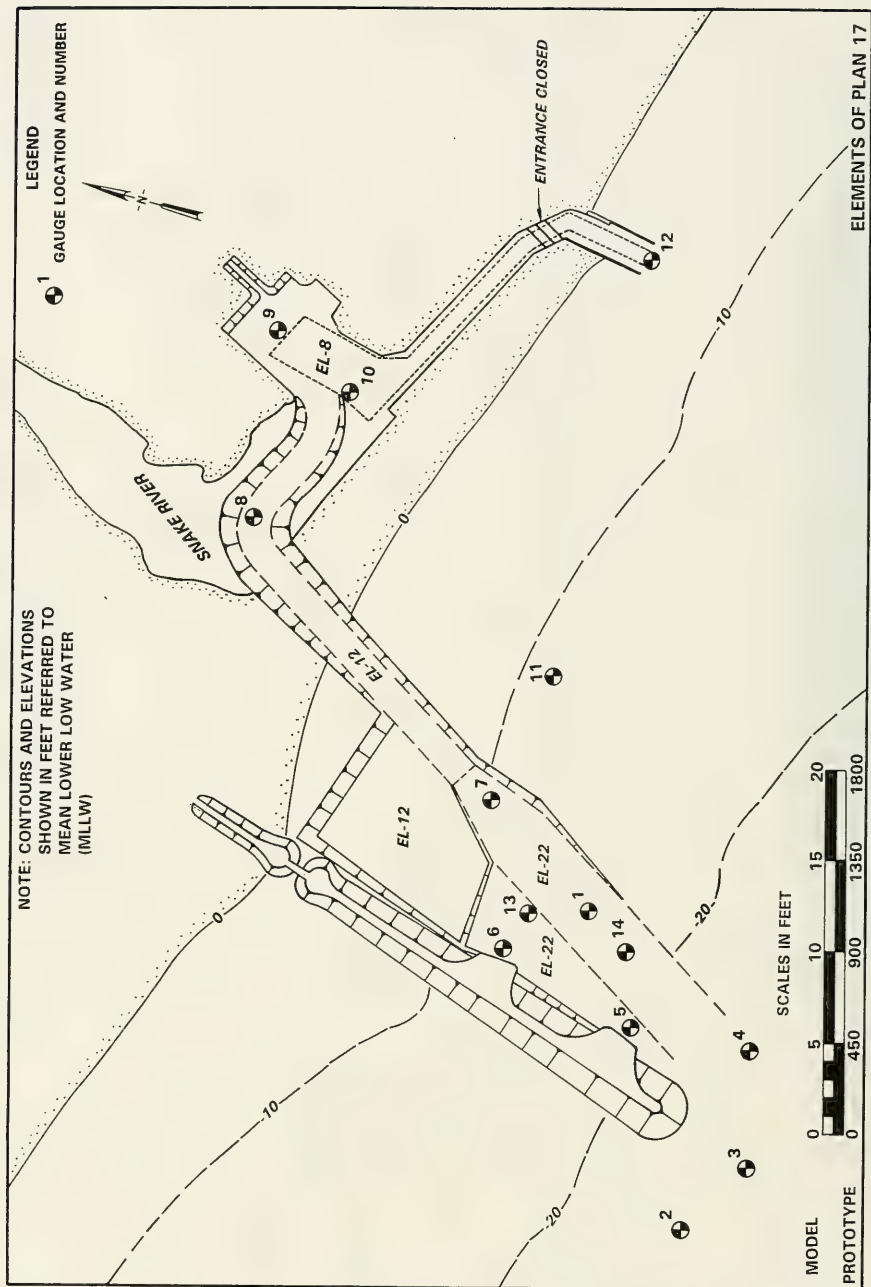 NOTE: CONTOURS AND ELEVATIONS
SHOWN IN FEET REFERRED TO
MEAN LOWER LOW WATER
(MLLW)
LEGEND
1
GAUGE LOCATION AND NUMBER
N
SNAKE RIVER
0
0
-10
-10
-20
-20
EL-8
EL-12
EL-12
EL-22
EL-22
ENTRANCE CLOSED
9
10
8
12
11
7
13
6
1
14
5
4
3
2
SCALES IN FEET
MODEL
0 5 10 15 20
PROTOTYPE
0 450 900 1350 1800
ELEMENTS OF PLAN 17